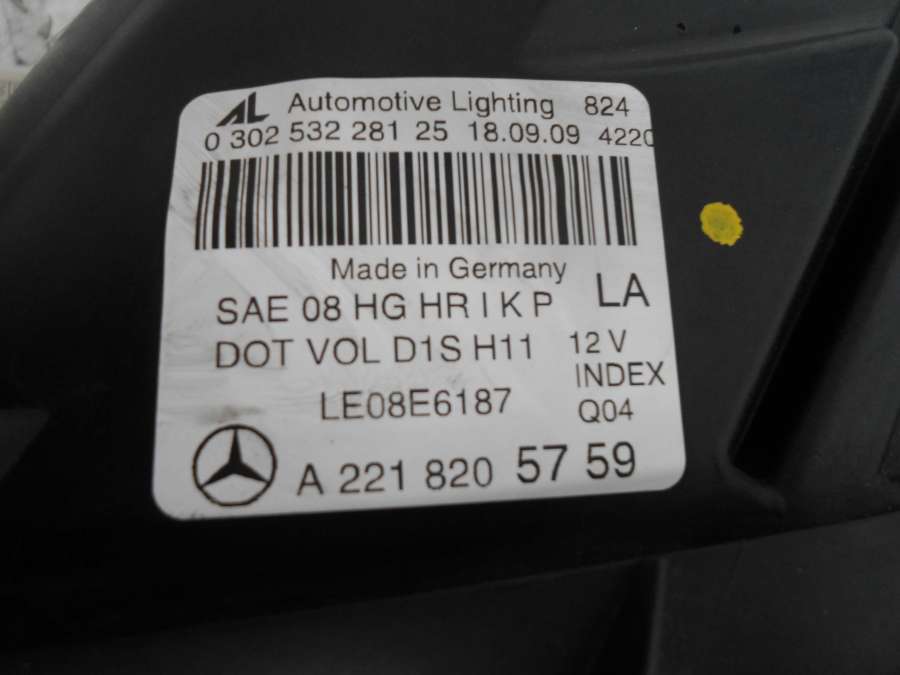 AL Automotive Lighting 824
0 302 532 281 25 18.09.09 4220
Made in Germany
LA
SAE 08 HG HR I K P
DOT VOL D1S H11 12 V
INDEX
LE08E6187 Q04
A 221 820 57 59